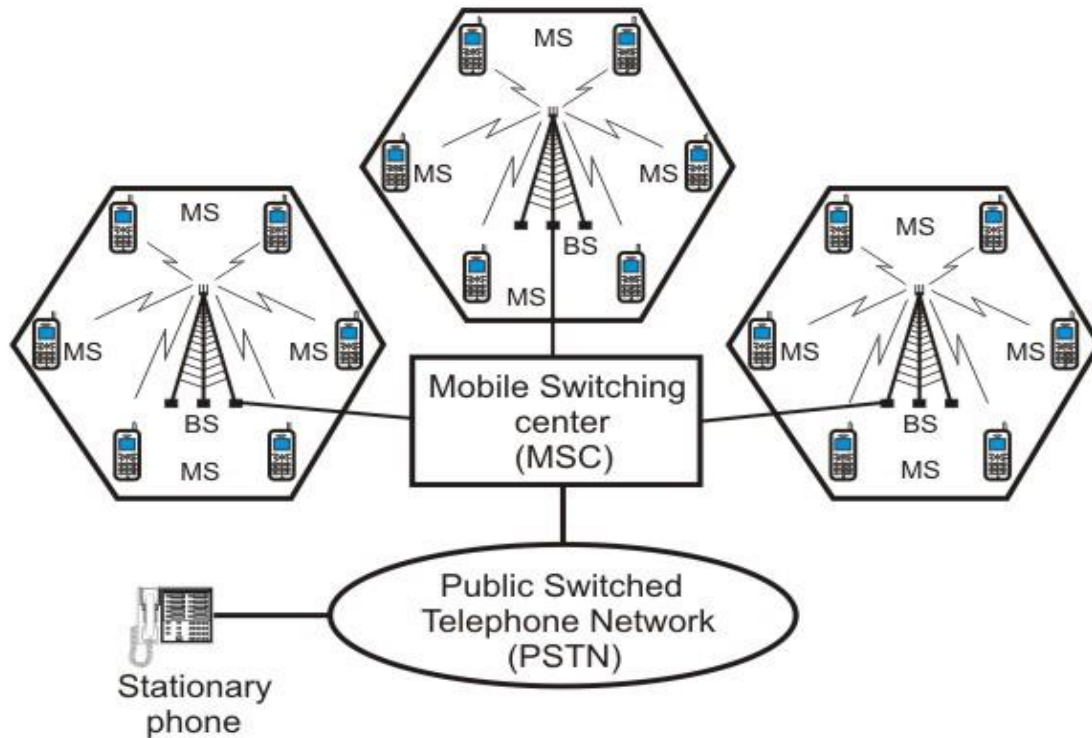 MS
MS
MS
BS
MS
MS
MS
MS
BS
MS
MS
MS
MS
BS
MS
Mobile Switching
center
(MSC)
Public Switched
Telephone Network
(PSTN)
Stationary
phone